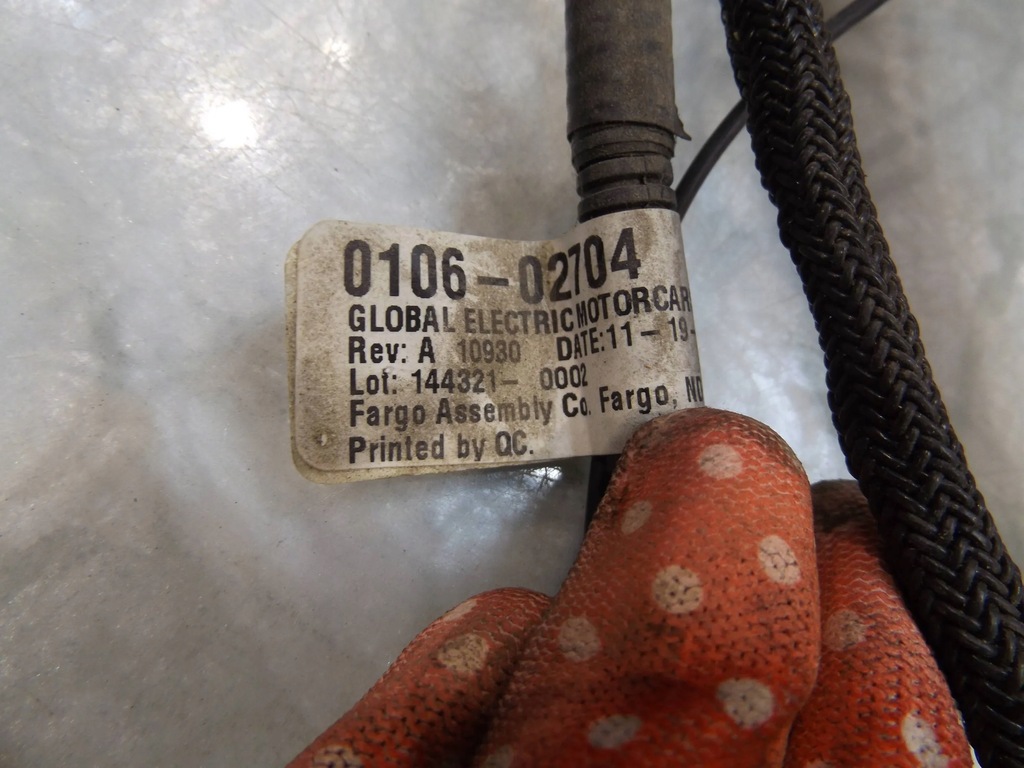 0106-02704
GLOBAL ELECTRIC MOTORCAR
Rev: A 10930 DATE: 11-19-
Lot: 144321- 0002
Fargo Assembly Co. Fargo, ND
Printed by QC.